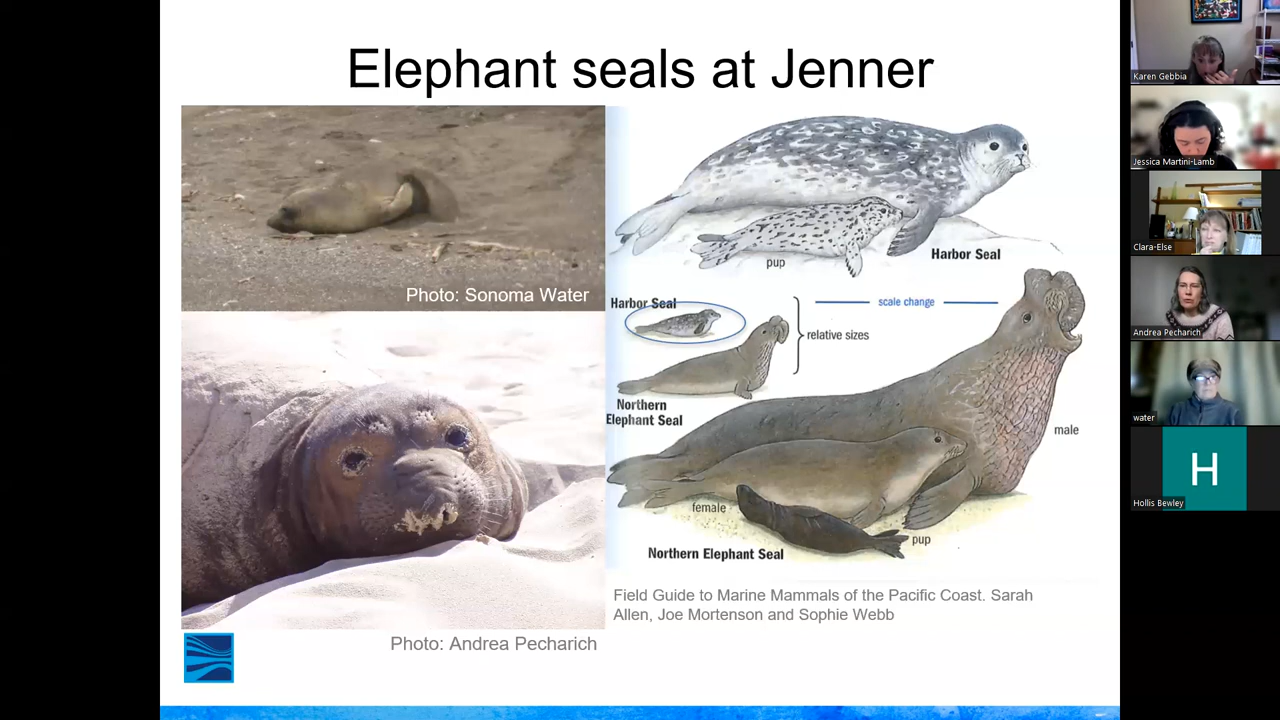 Elephant seals at Jenner
Photo: Sonoma Water
Photo: Andrea Pecharich
Harbor Seal
pup
Harbor Seal
scale change
relative sizes
Northern
Elephant Seal
male
female
pup
Northern Elephant Seal
Field Guide to Marine Mammals of the Pacific Coast. Sarah
Allen, Joe Mortenson and Sophie Webb
Karen Gebbia
Jessica Martini-Lamb
Clara-Else
Andrea Pecharich
water
H
Hollis Bewley